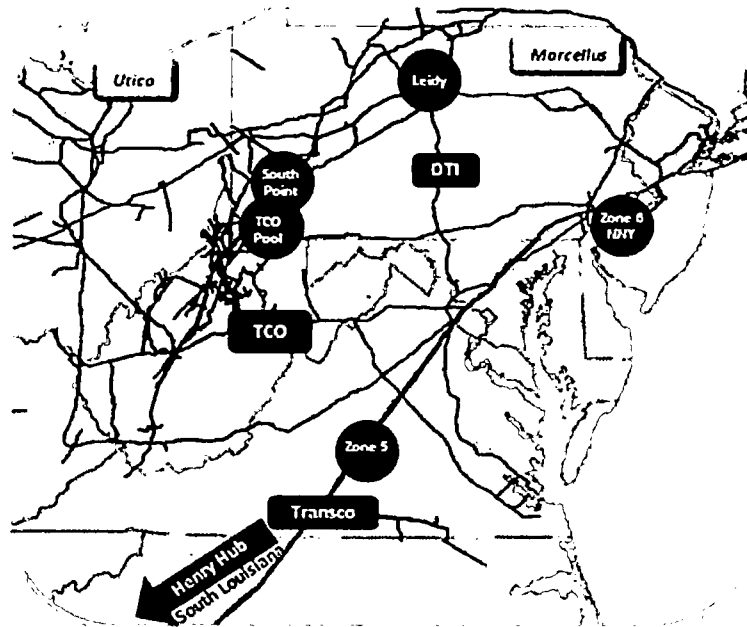 Utica
Marcellus
Leidy
DTI
South
Point
TCO
Pool
Zone 6
NNY
TCO
Zone 5
Transco
Henry Hub
South Louisiana